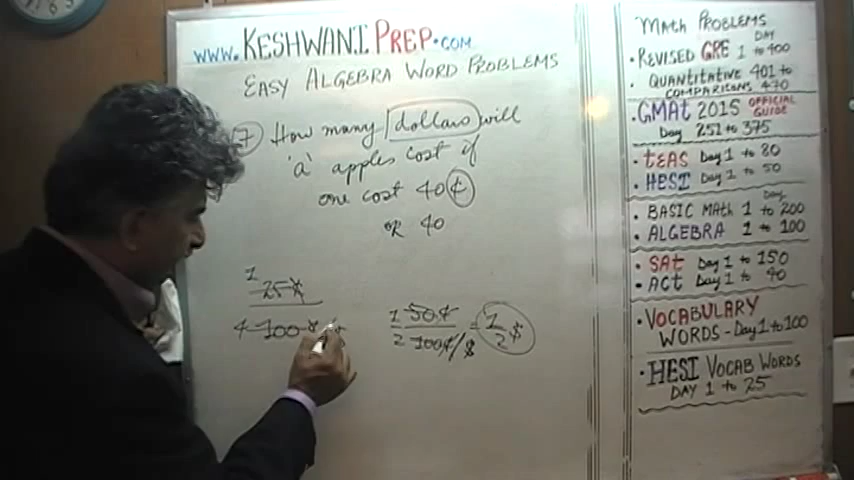 www.KESHWANI PREP.COM
EASY ALGEBRA WORD PROBLEMS
7 How many dollars will
'a' apples cost if
one cost 40 ¢
or 40
1
25 ¢
4 100 ¢
1 50¢
2 100¢/$
= 1/2 $
MATH PROBLEMS
DAY
• REVISED GRE 1 to 400
• QUANTITATIVE 401 to
COMPARISONS 470
• GMAt 2015 OFFICIAL GUIDE
Day 251 to 375
• tEAS Day 1 to 80
• HESI Day 1 to 50
Day
• BASIC MAth 1 to 200
• ALGEBRA 1 to 100
• SAt Day 1 to 150
• ACt Day 1 to 90
• VOCABULARY
WORDS - Day 1 to 100
• HESI VOCAB WORDS
DAY 1 to 25